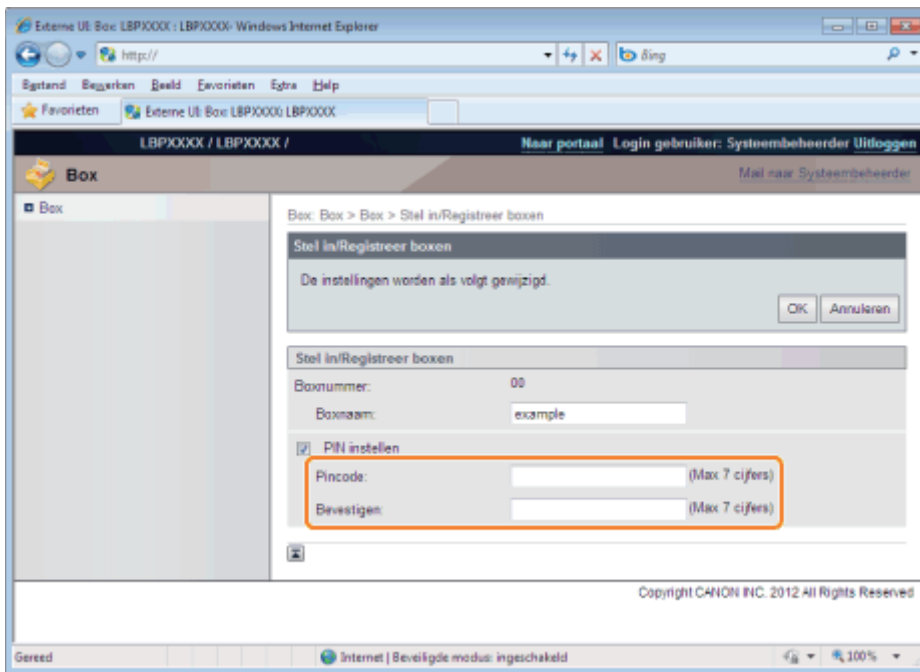 Externe UI: Box: LBPXXXX : LBPXXXX- Windows Internet Explorer
http://
Bing
Bestand Bewerken Beeld Favorieten Extra Help
Favorieten Externe UI: Box: LBPXXXX: LBPXXXX
LBPXXXX / LBPXXXX / Naar portaal Login gebruiker: Systeembeheerder Uitloggen
Box Mail naar Systeembeheerder
Box
Box: Box > Box > Stel in/Registreer boxen
Stel in/Registreer boxen
De instellingen worden als volgt gewijzigd.
OK Annuleren
Stel in/Registreer boxen
Boxnummer: 00
Boxnaam: example
PIN instellen
Pincode: (Max 7 cijfers)
Bevestigen: (Max 7 cijfers)
Copyright CANON INC. 2012 All Rights Reserved
Gereed Internet | Beveiligde modus: ingeschakeld 100%